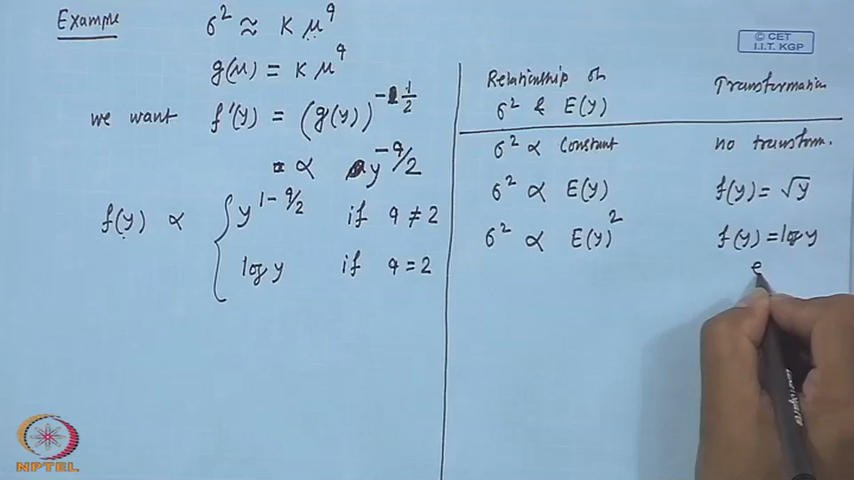 Example
σ² ≈ K μ^q
g(μ) = K μ^q
we want f'(y) = (g(y))^-1/2
= α y^-q/2
f(y) α { y^1-q/2 if q ≠ 2
log y if q = 2
Relationship of
σ² & E(y)
Transformation
σ² α Constant no transform.
σ² α E(y) f(y) = √y
σ² α E(y)² f(y) = log y
© CET
I.I.T. KGP
NPTEL